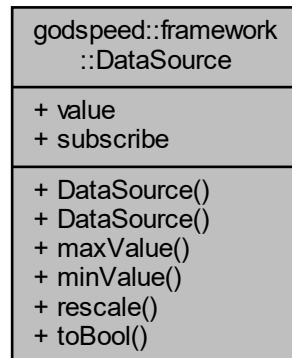 godspeed::framework
::DataSource
+ value
+ subscribe
+ DataSource()
+ DataSource()
+ maxValue()
+ minValue()
+ rescale()
+ toBool()